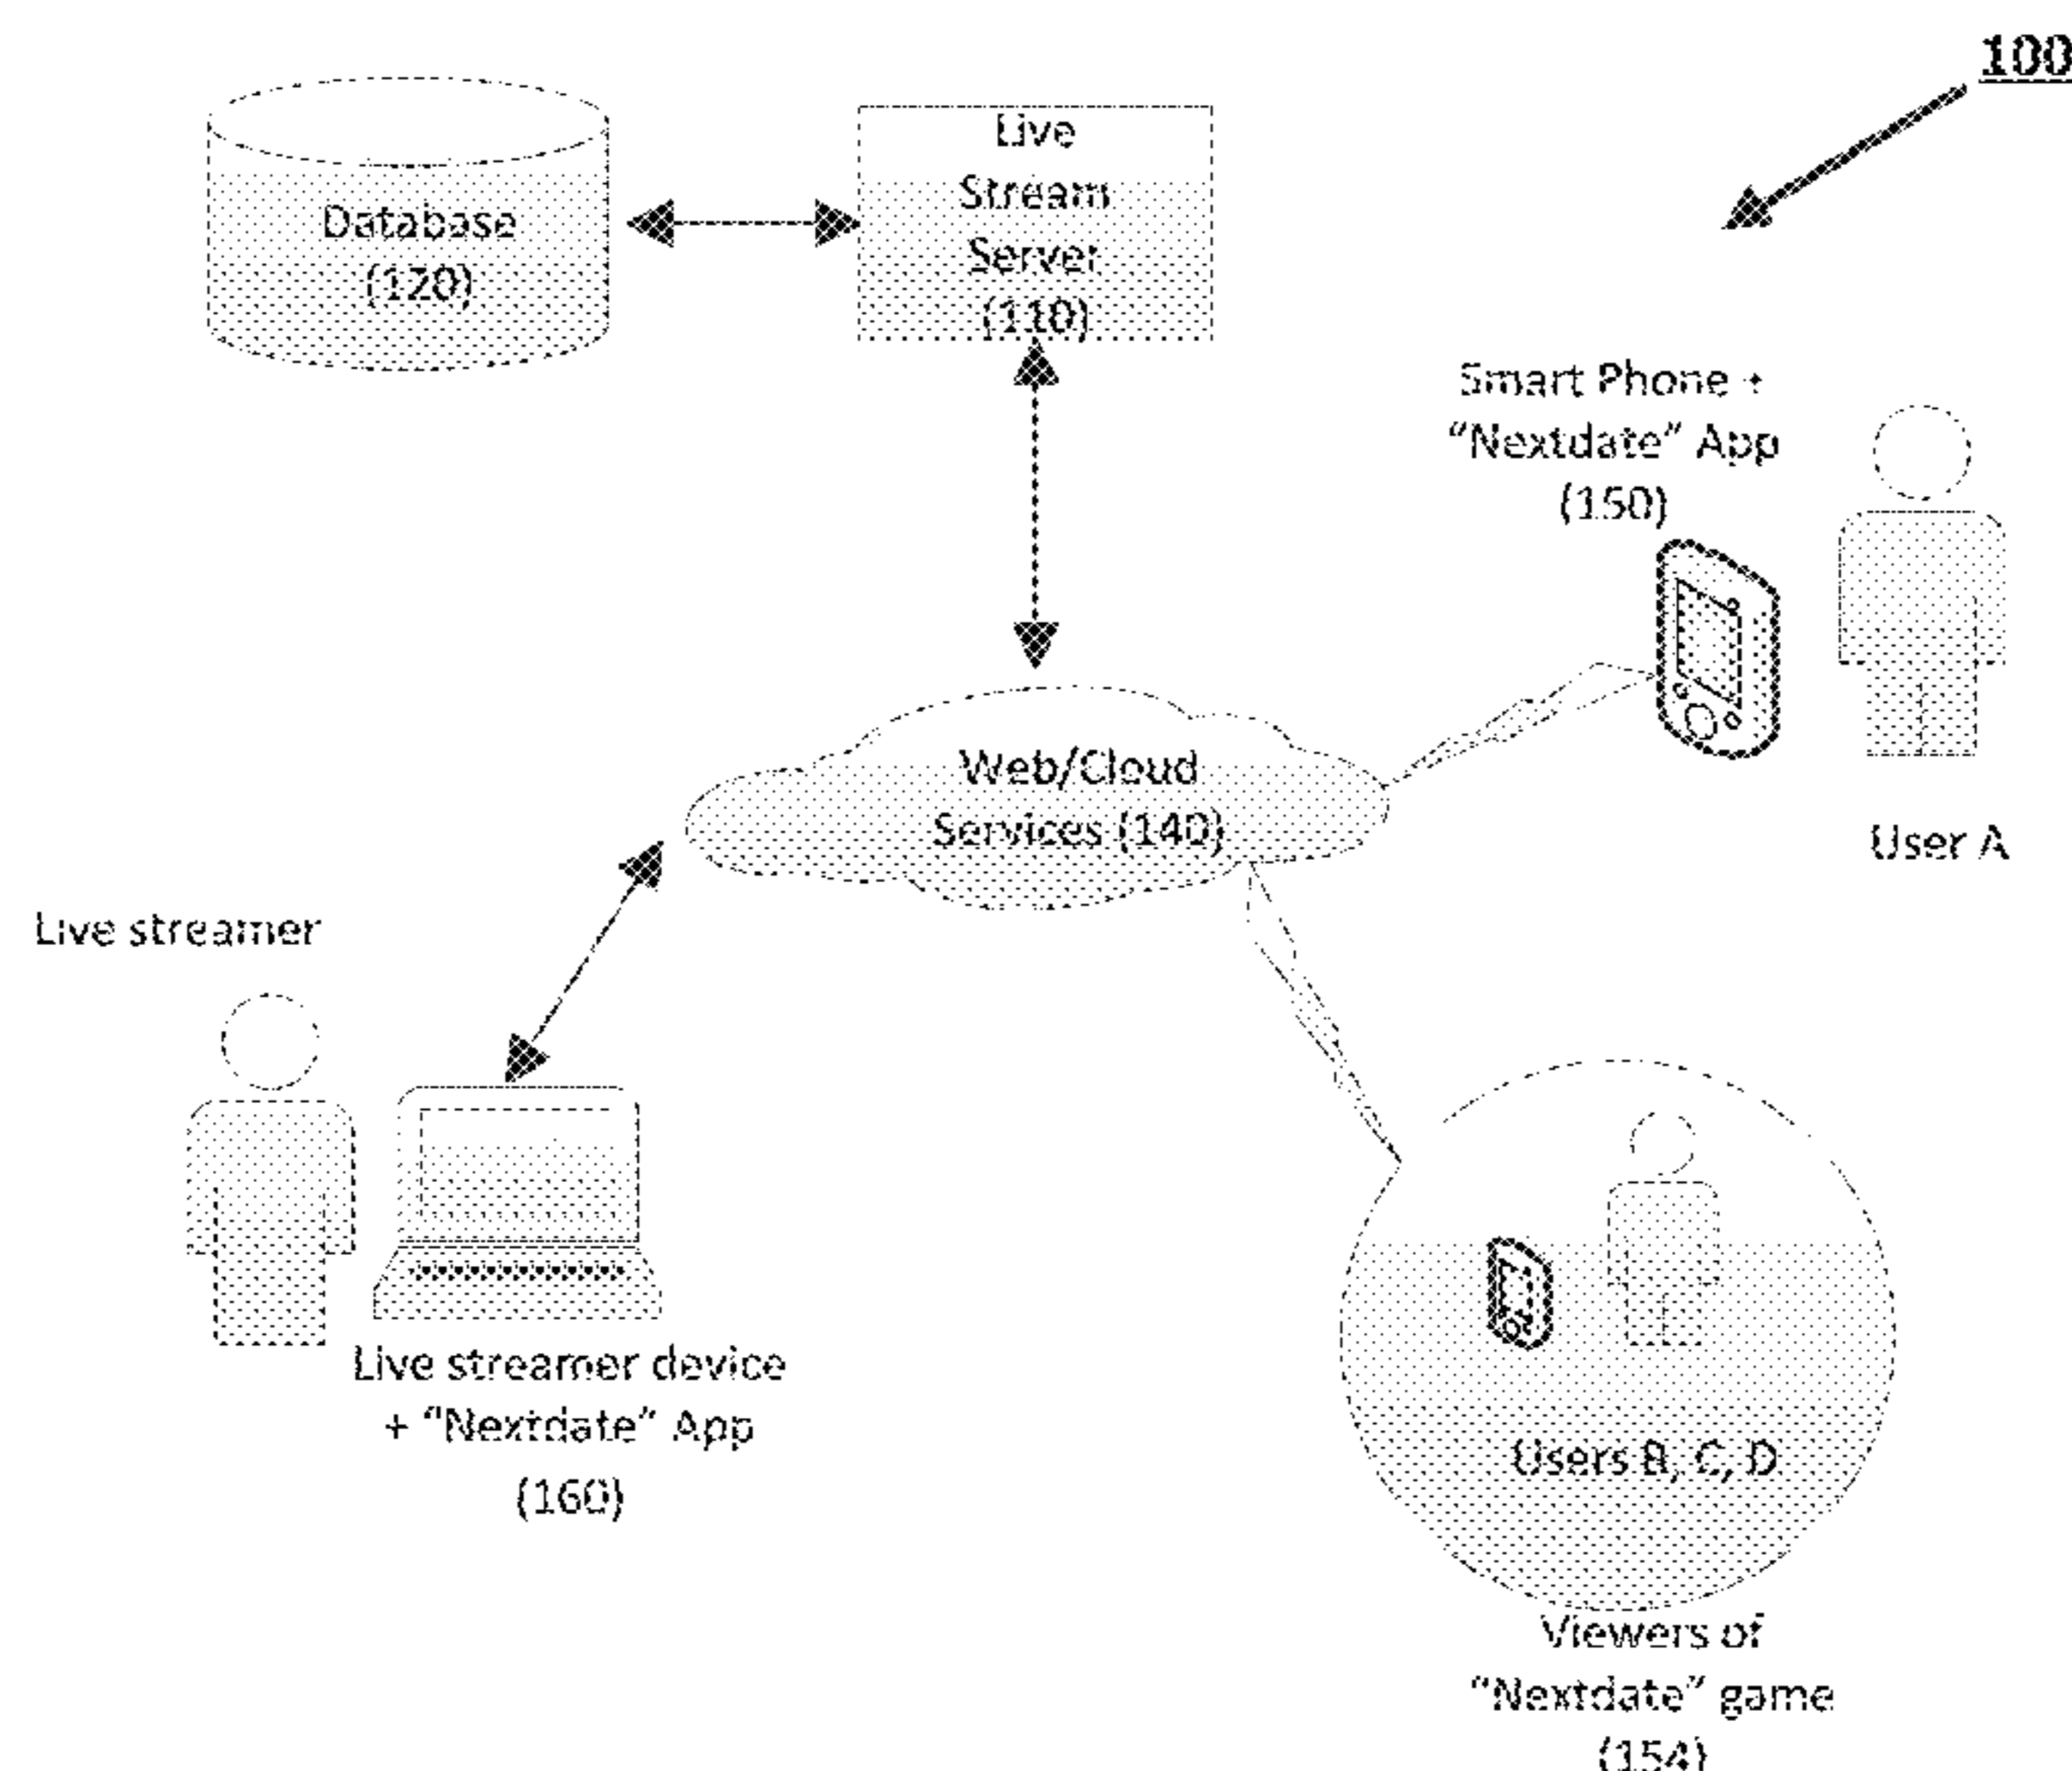 100
Live
Stream
Server
(110)
Database
(120)
Smart Phone +
“Nextdate” App
(150)
User A
Web/Cloud
Services (140)
Live streamer
Live streamer device
+ “Nextdate” App
(160)
Users B, C, D
Viewers of
“Nextdate” game
(154)